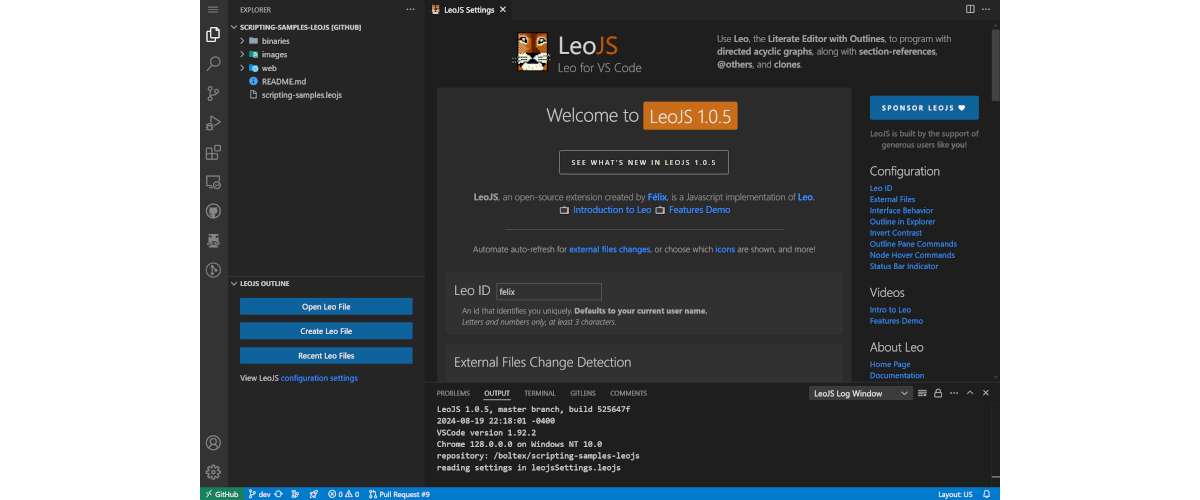 EXPLORER
SCRIPTING-SAMPLES-LEOJS [GITHUB]
binaries
images
web
README.md
scripting-samples.leojs
LEOJS OUTLINE
Open Leo File
Create Leo File
Recent Leo Files
View LeoJS configuration settings
LeoJS Settings
LeoJS
Leo for VS Code
Use Leo, the Literate Editor with Outlines, to program with
directed acyclic graphs, along with section-references,
@others, and clones.
Welcome to LeoJS 1.0.5
SEE WHAT'S NEW IN LEOJS 1.0.5
LeoJS, an open-source extension created by Félix, is a Javascript implementation of Leo.
Introduction to Leo Features Demo
Automate auto-refresh for external files changes, or choose which icons are shown, and more!
Leo ID felix
An id that identifies you uniquely. Defaults to your current user name.
Letters and numbers only, at least 3 characters.
External Files Change Detection
SPONSOR LEOJS
LeoJS is built by the support of
generous users like you!
Configuration
Leo ID
External Files
Interface Behavior
Outline in Explorer
Invert Contrast
Outline Pane Commands
Node Hover Commands
Status Bar Indicator
Videos
Intro to Leo
Features Demo
About Leo
Home Page
Documentation
PROBLEMS OUTPUT TERMINAL GITLENS COMMENTS
LeoJS Log Window
LeoJS 1.0.5, master branch, build 525647f
2024-08-19 22:18:01 -0400
VSCode version 1.92.2
Chrome 128.0.0.0 on Windows NT 10.0
repository: /boltex/scripting-samples-leojs
reading settings in leojsSettings.leojs
GitHub dev 0 0 Pull Request #9 Layout: US